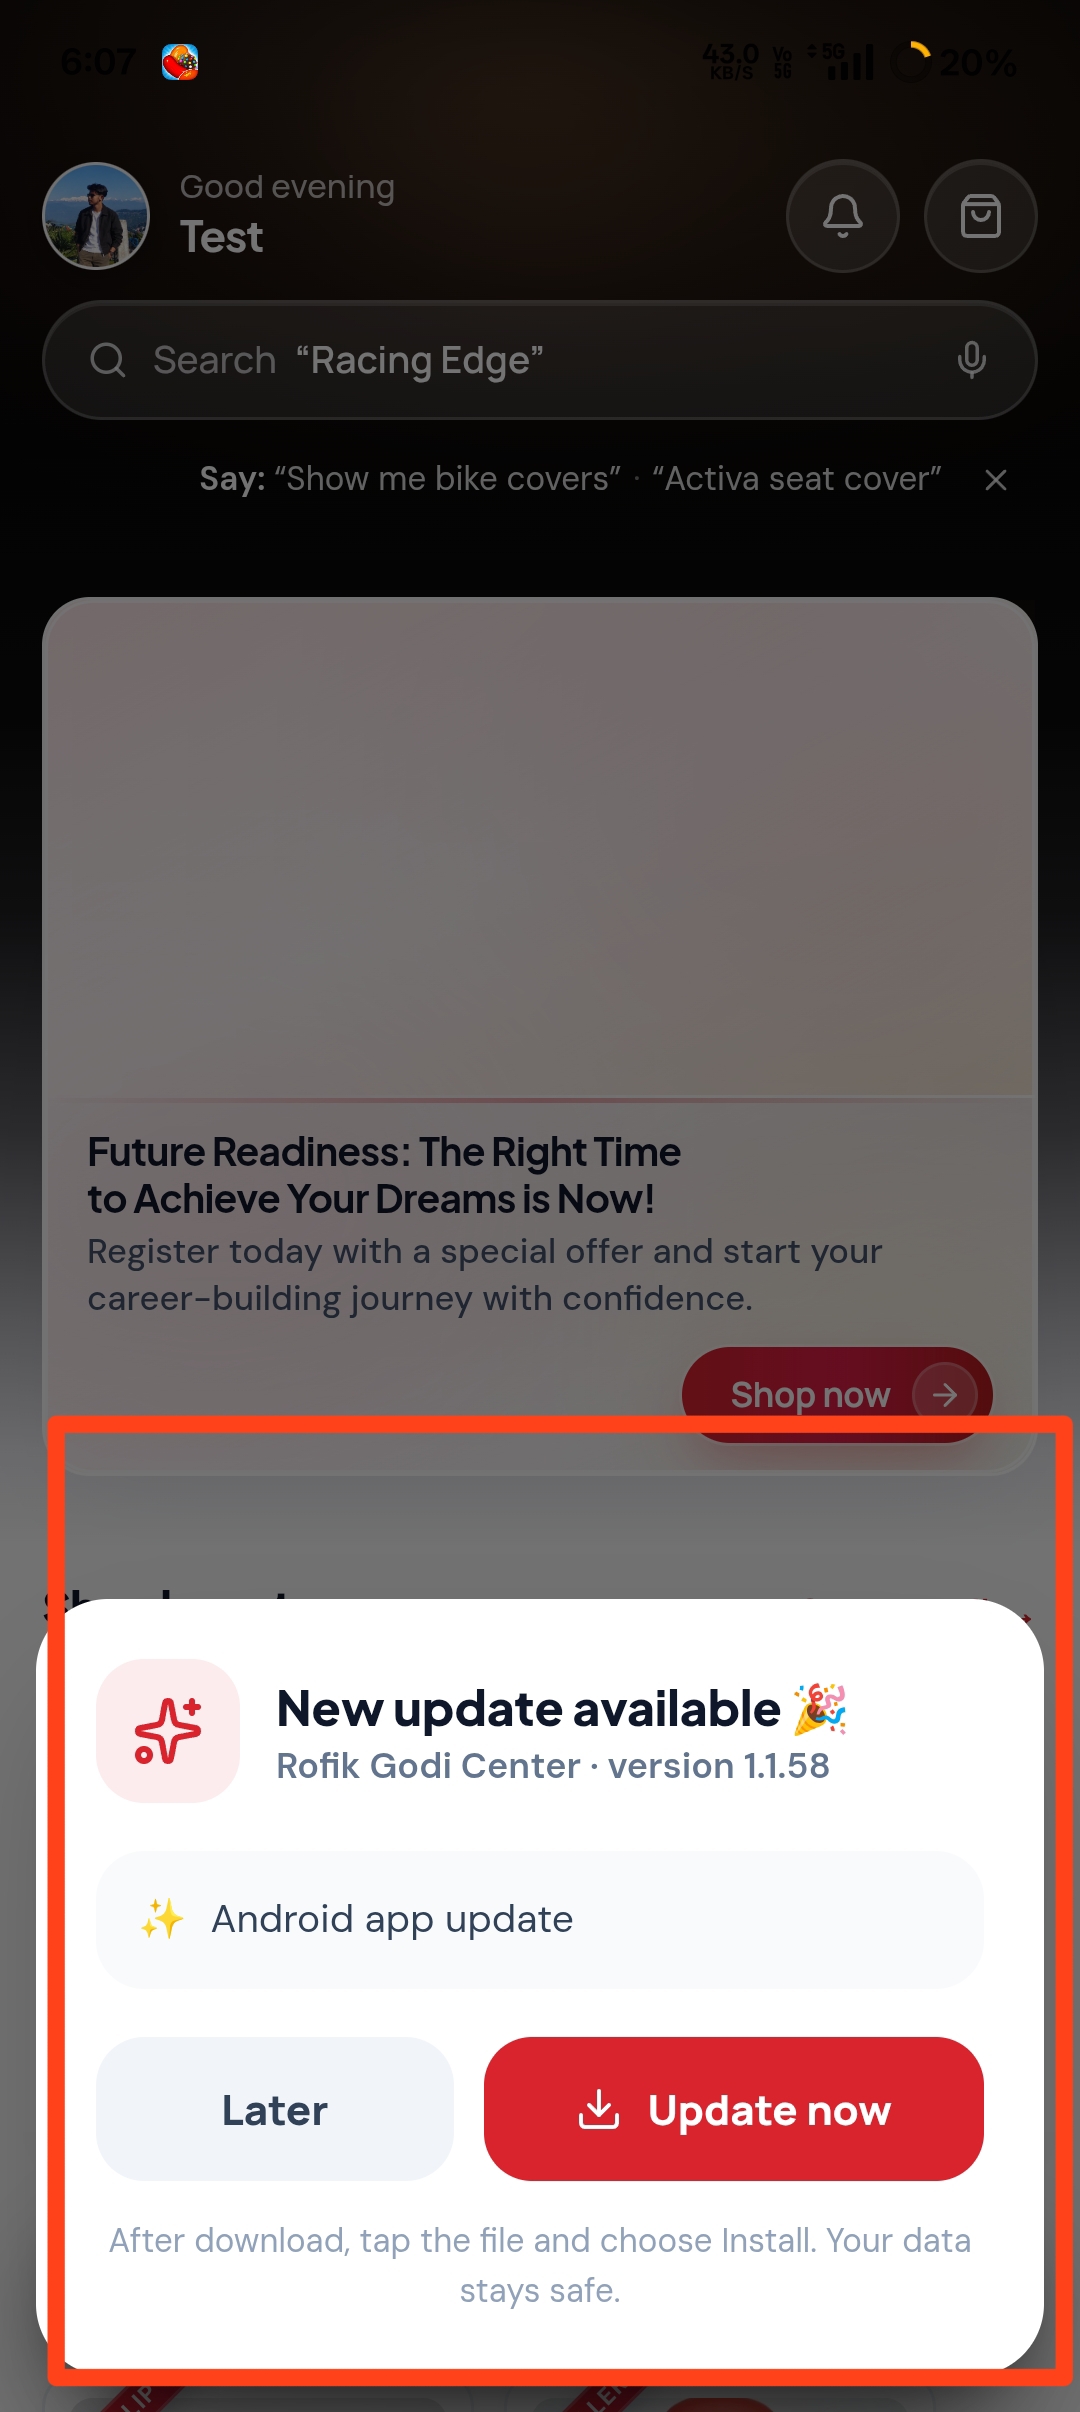 6:07
43.0 KB/S Vo 5G 5G 20%
Good evening
Test
Search “Racing Edge”
Say: “Show me bike covers” · “Activa seat cover”
Future Readiness: The Right Time
to Achieve Your Dreams is Now!
Register today with a special offer and start your
career-building journey with confidence.
Shop now
New update available 🎉
Rofik Godi Center · version 1.1.58
✨ Android app update
Later
Update now
After download, tap the file and choose Install. Your data
stays safe.